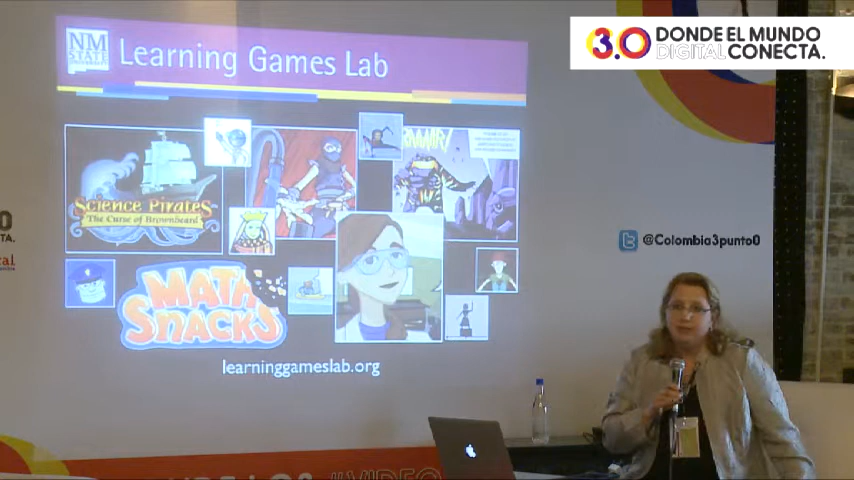 3.0 DONDE EL MUNDO
DIGITAL CONECTA.
NM
STATE
Learning Games Lab
Science Pirates
The Curse of BrownBeard
MATH
SNACKS
learninggameslab.org
@Colombia3punto0